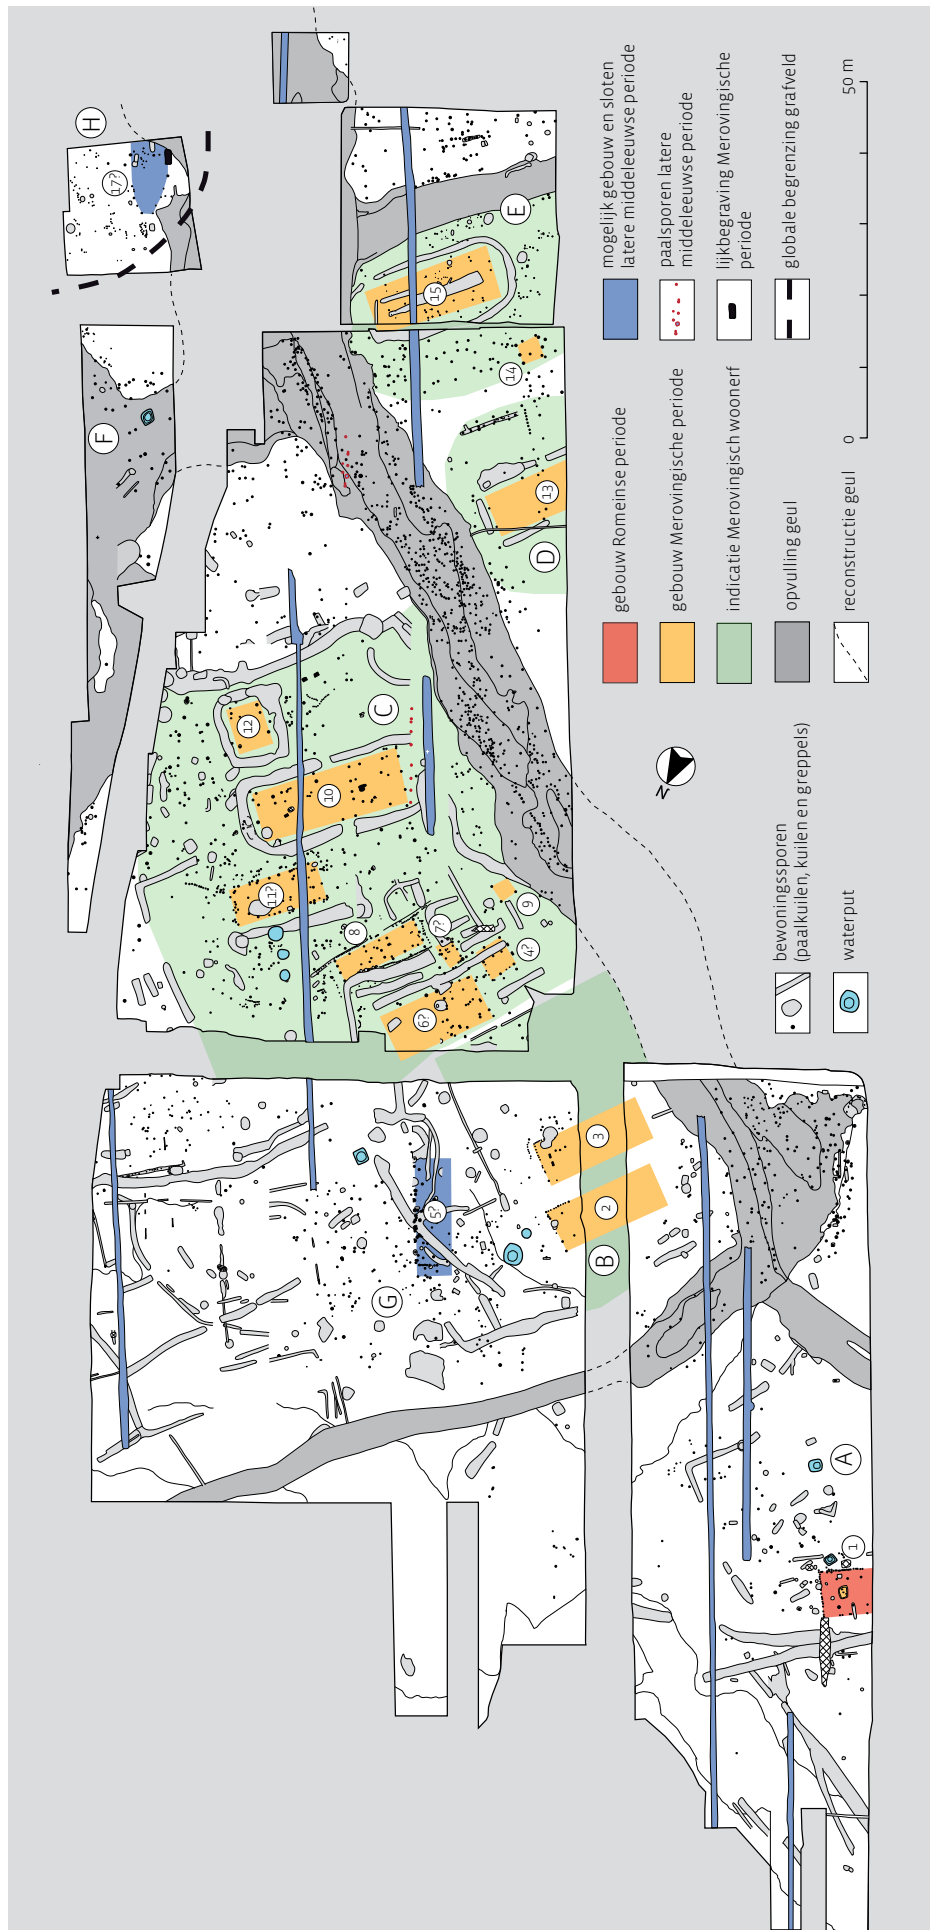 H
17?
F
E
15
14
13
D
12
C
10
11?
8
7?
9
4?
6?
3
2
B
5?
G
A
1
N
gebouw Romeinse periode
gebouw Merovingische periode
indicatie Merovingisch woonerf
opvulling geul
reconstructie geul
mogelijk gebouw en sloten
latere middeleeuwse periode
paalsporen latere
middeleeuwse periode
lijkbegraving Merovingische
periode
globale begrenzing grafveld
bewoningssporen
(paalkuilen, kuilen en greppels)
waterput
0
50 m